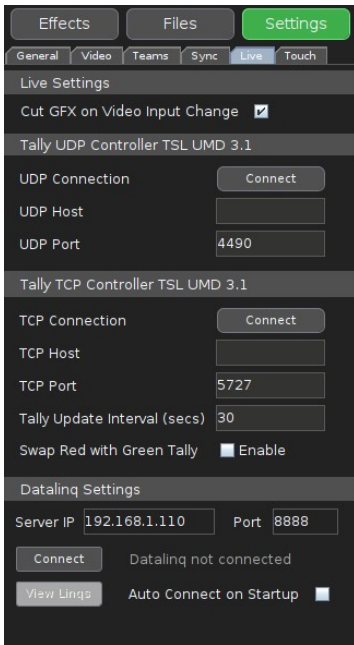 Effects Files Settings
General Video Teams Sync Live Touch
Live Settings
Cut GFX on Video Input Change
Tally UDP Controller TSL UMD 3.1
UDP Connection Connect
UDP Host
UDP Port 4490
Tally TCP Controller TSL UMD 3.1
TCP Connection Connect
TCP Host
TCP Port 5727
Tally Update Interval (secs) 30
Swap Red with Green Tally Enable
Datalinq Settings
Server IP 192.168.1.110 Port 8888
Connect Datalinq not connected
View Linqs Auto Connect on Startup